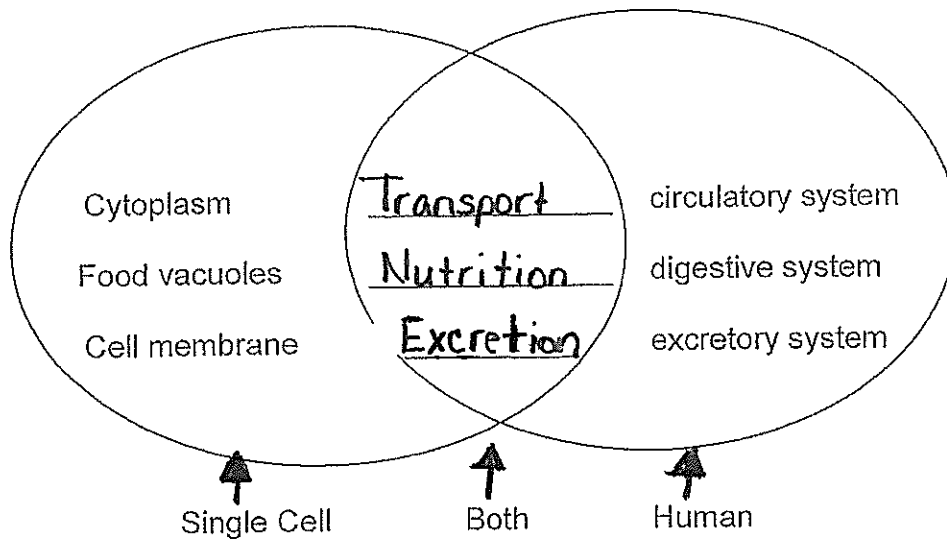 Cytoplasm Transport circulatory system
Food vacuoles Nutrition digestive system
Cell membrane Excretion excretory system
Single Cell Both Human